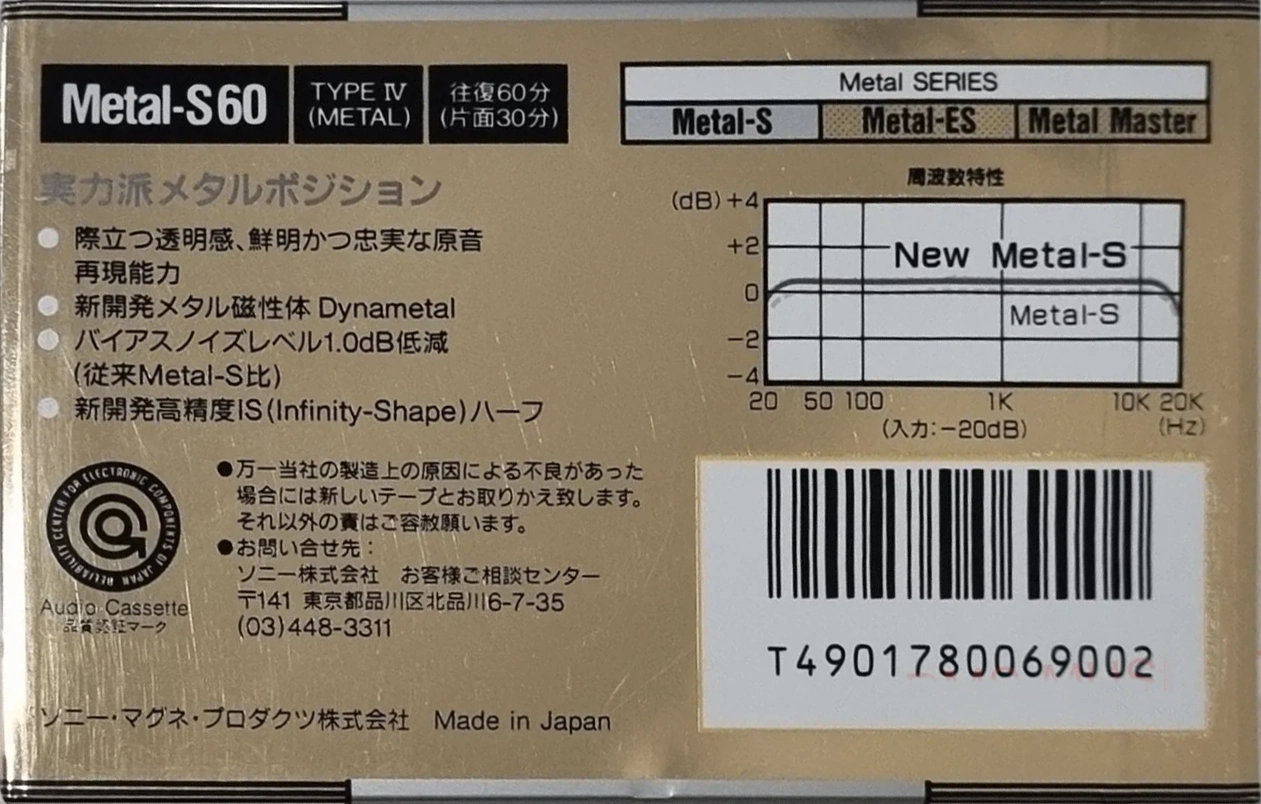 Metal-S60
TYPE Ⅳ
(METAL)
往復60分
(片面30分)
Metal SERIES
Metal-S Metal-ES Metal Master
実力派メタルポジション
● 際立つ透明感、鮮明かつ忠実な原音
再現能力
● 新開発メタル磁性体 Dynametal
● バイアスノイズレベル1.0dB低減
(従来Metal-S比)
● 新開発高精度IS(Infinity-Shape)ハーフ
周波数特性
(dB) +4
+2
0
-2
-4
New Metal-S
Metal-S
20 50 100 1K 10K 20K
(入力:-20dB) (Hz)
RELIABILITY CENTER FOR ELECTRONIC COMPONENTS OF JAPAN
Audio Cassette
品質認証マーク
●万一当社の製造上の原因による不良があった
場合には新しいテープとお取りかえ致します。
それ以外の責はご容赦願います。
●お問い合せ先:
ソニー株式会社 お客様ご相談センター
〒141 東京都品川区北品川6-7-35
(03)448-3311
ソニー・マグネ・プロダクツ株式会社 Made in Japan
T4901780069002